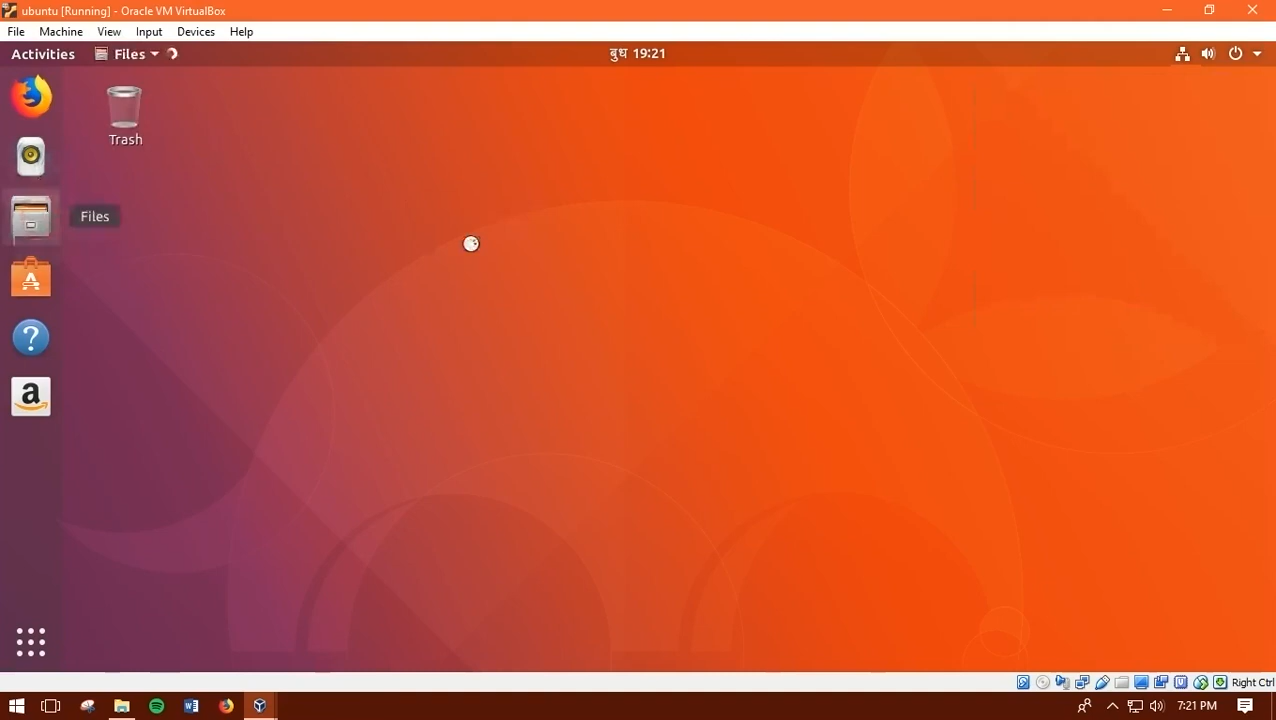 ubuntu [Running] - Oracle VM VirtualBox
File Machine View Input Devices Help
Activities Files बुध 19:21
Trash
Files
Right Ctrl
7:21 PM